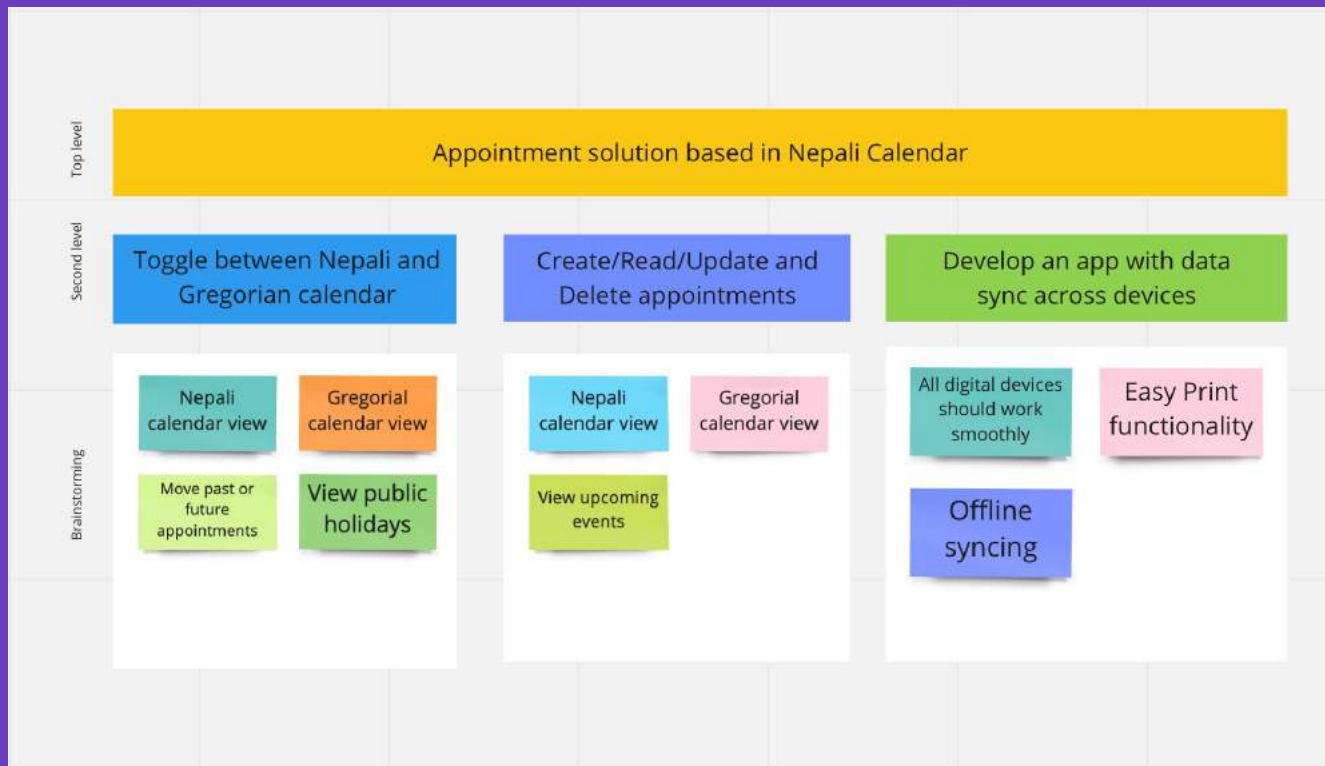 Top level
Appointment solution based in Nepali Calendar
Second level
Toggle between Nepali and
Gregorian calendar
Create/Read/Update and
Delete appointments
Develop an app with data
sync across devices
Brainstorming
Nepali
calendar view
Gregorial
calendar view
Move past or
future
appointments
View public
holidays
Nepali
calendar view
Gregorial
calendar view
View upcoming
events
All digital devices
should work
smoothly
Easy Print
functionality
Offline
syncing